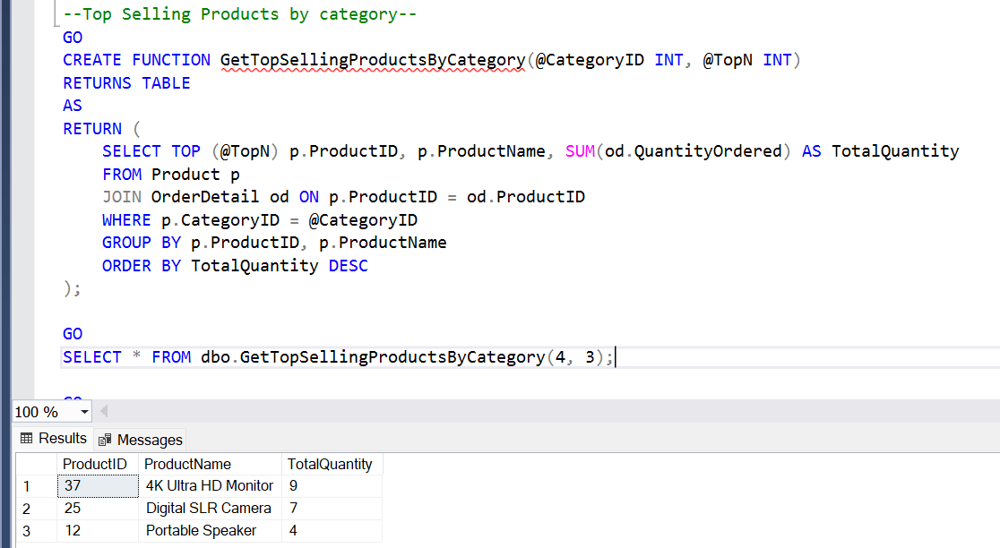 --Top Selling Products by category--
GO
CREATE FUNCTION GetTopSellingProductsByCategory(@CategoryID INT, @TopN INT)
RETURNS TABLE
AS
RETURN (
    SELECT TOP (@TopN) p.ProductID, p.ProductName, SUM(od.QuantityOrdered) AS TotalQuantity
    FROM Product p
    JOIN OrderDetail od ON p.ProductID = od.ProductID
    WHERE p.CategoryID = @CategoryID
    GROUP BY p.ProductID, p.ProductName
    ORDER BY TotalQuantity DESC
);
GO
SELECT * FROM dbo.GetTopSellingProductsByCategory(4, 3);
100 %
Results Messages
ProductID ProductName TotalQuantity
1 37 4K Ultra HD Monitor 9
2 25 Digital SLR Camera 7
3 12 Portable Speaker 4